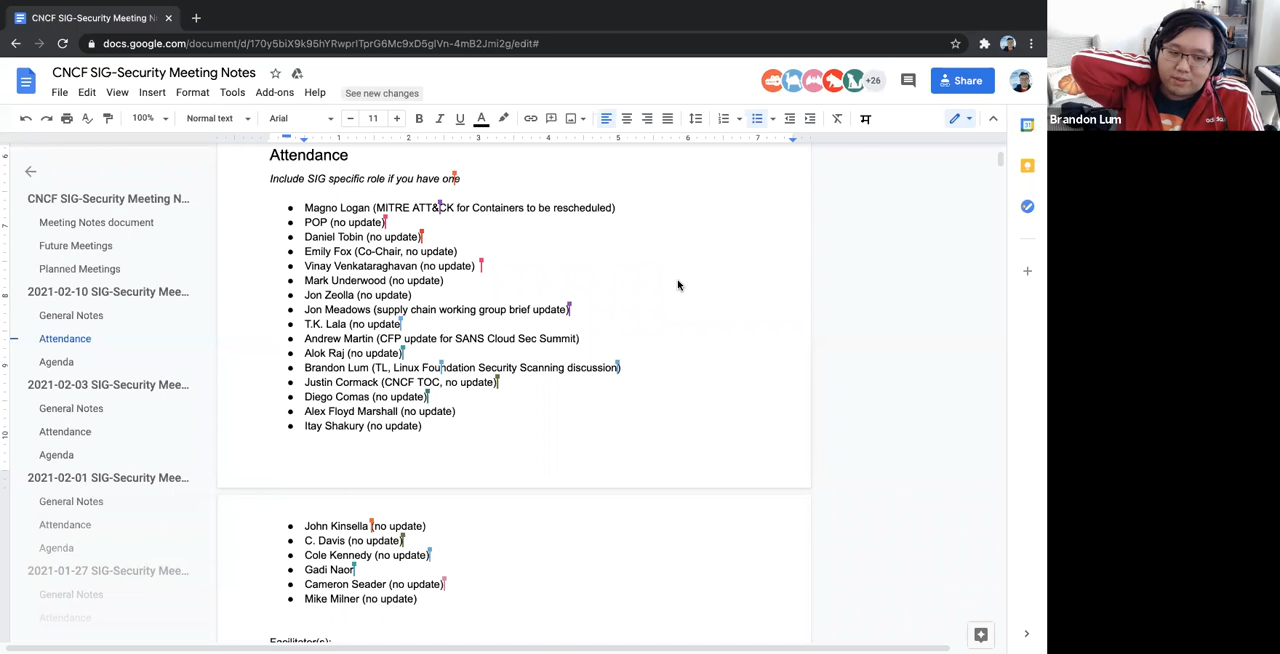 CNCF SIG-Security Meeting N
docs.google.com/document/d/170y5biX9k95hYRwprITprG6Mc9xD5gIVn-4mB2Jmi2g/edit#
CNCF SIG-Security Meeting Notes
File Edit View Insert Format Tools Add-ons Help See new changes
+26
Share
100% Normal text Arial 11
1 2 3 4 5 6 7
Brandon Lum
CNCF SIG-Security Meeting N...
Meeting Notes document
Future Meetings
Planned Meetings
2021-02-10 SIG-Security Mee...
General Notes
Attendance
Agenda
2021-02-03 SIG-Security Mee...
General Notes
Attendance
Agenda
2021-02-01 SIG-Security Mee...
General Notes
Attendance
Agenda
2021-01-27 SIG-Security Mee...
General Notes
Attendance
Attendance
Include SIG specific role if you have one
Magno Logan (MITRE ATT&CK for Containers to be rescheduled)
POP (no update)
Daniel Tobin (no update)
Emily Fox (Co-Chair, no update)
Vinay Venkataraghavan (no update)
Mark Underwood (no update)
Jon Zeolla (no update)
Jon Meadows (supply chain working group brief update)
T.K. Lala (no update
Andrew Martin (CFP update for SANS Cloud Sec Summit)
Alok Raj (no update)
Brandon Lum (TL, Linux Foundation Security Scanning discussion)
Justin Cormack (CNCF TOC, no update)
Diego Comas (no update)
Alex Floyd Marshall (no update)
Itay Shakury (no update)
John Kinsella (no update)
C. Davis (no update)
Cole Kennedy (no update)
Gadi Naor
Cameron Seader (no update)
Mike Milner (no update)
Facilitator(s):